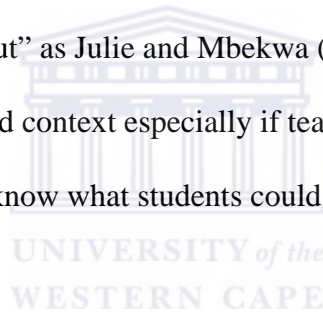 ut” as Julie and Mbekwa (
d context especially if tea
know what students could
UNIVERSITY of the
WESTERN CAPE